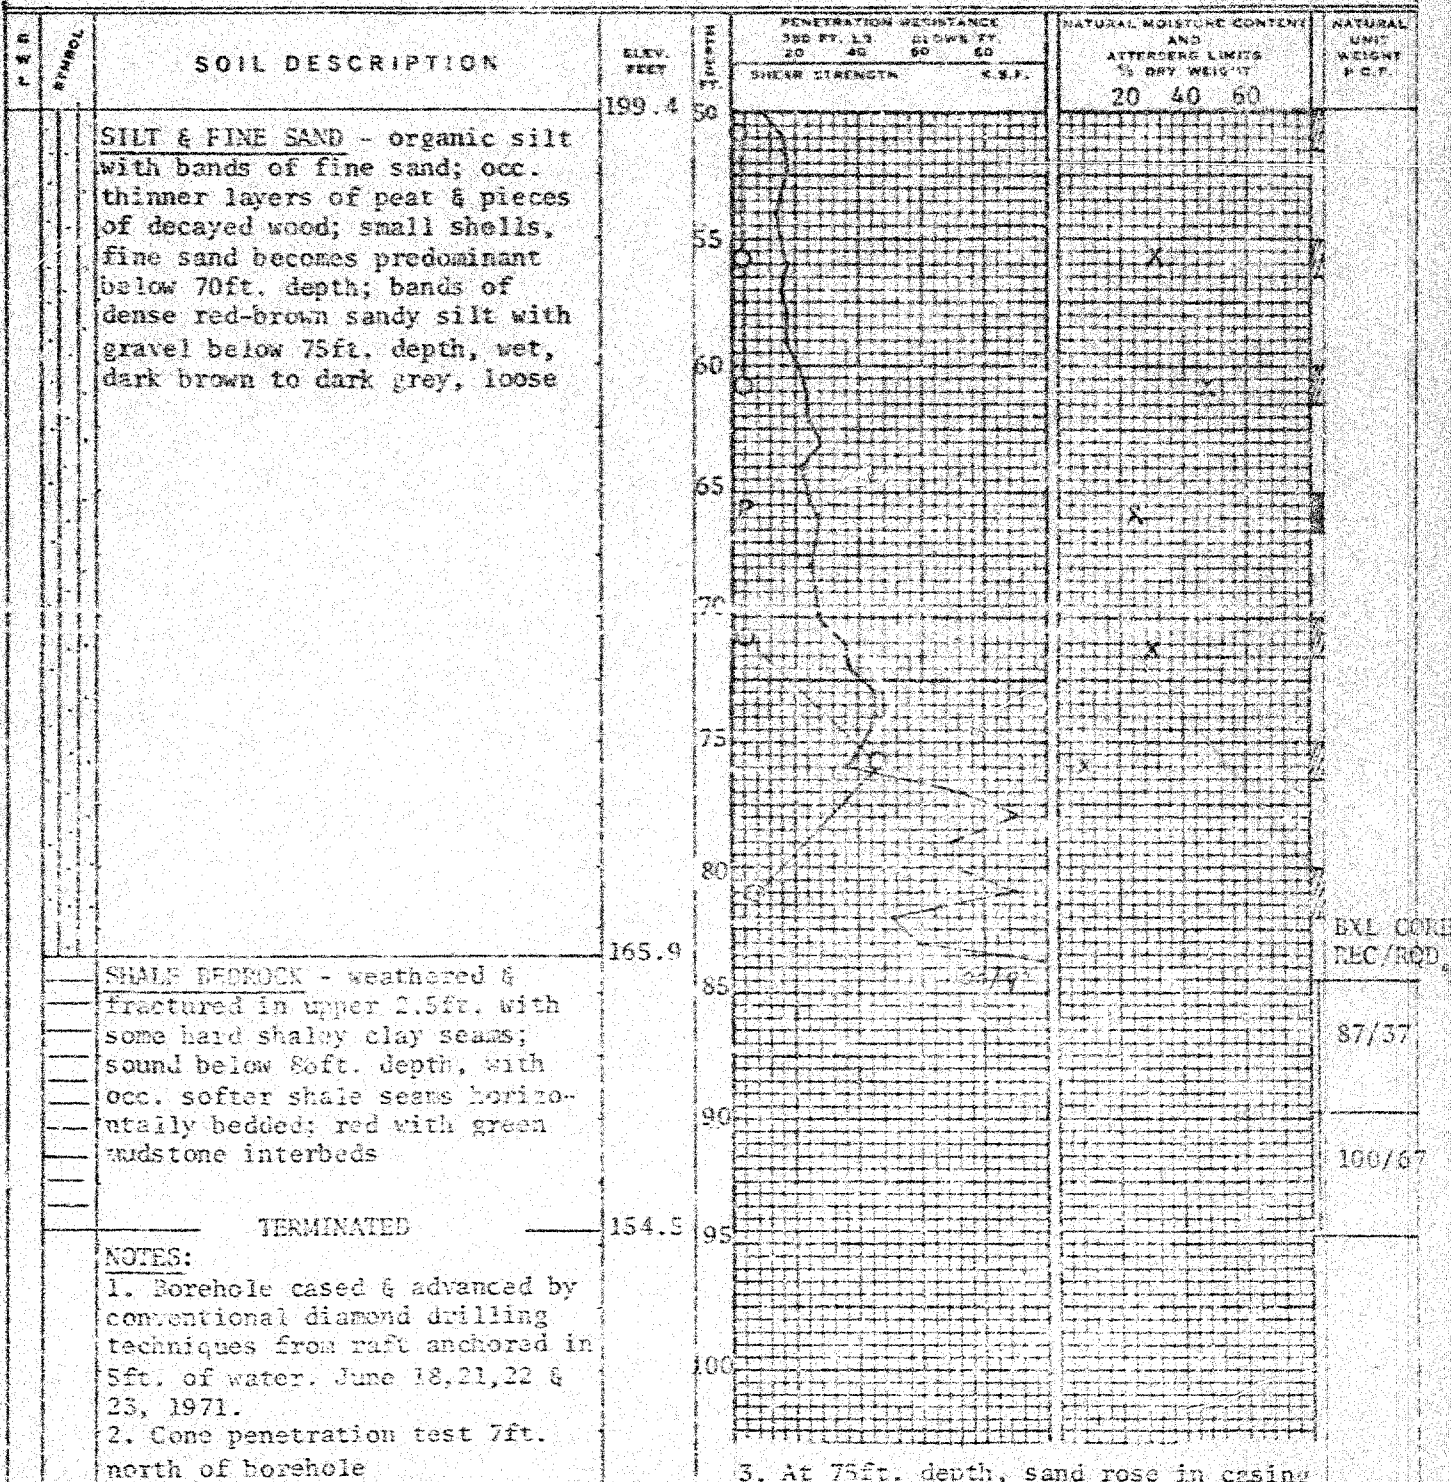 SYMBOL
SOIL DESCRIPTION
ELEV.
FEET
DEPTH
FT.
PENETRATION RESISTANCE
350 FT. LB BLOWS FT.
20 40 60 80
SHEAR STRENGTH K.S.F.
NATURAL MOISTURE CONTENT
AND
ATTERBERG LIMITS
% DRY WEIGHT
20 40 60
NATURAL
UNIT
WEIGHT
P.C.F.
199.4
50
SILT & FINE SAND - organic silt
with bands of fine sand; occ.
thinner layers of peat & pieces
of decayed wood; small shells,
fine sand becomes predominant
below 70ft. depth; bands of
dense red-brown sandy silt with
gravel below 75ft. depth, wet,
dark brown to dark grey, loose
55
60
65
70
75
80
165.9
BXL CORE
REC/RQD
SHALE BEDROCK - weathered &
fractured in upper 2.5ft. with
some hard shaley clay seams;
sound below 86ft. depth, with
occ. softer shale seams horizo-
ntally bedded; red with green
mudstone interbeds
85
87/37
90
100/67
TERMINATED
154.5
95
NOTES:
1. Borehole cased & advanced by
conventional diamond drilling
techniques from raft anchored in
5ft. of water. June 18,21,22 &
23, 1971.
2. Cone penetration test 7ft.
north of borehole
100
3. At 75ft. depth, sand rose in casing